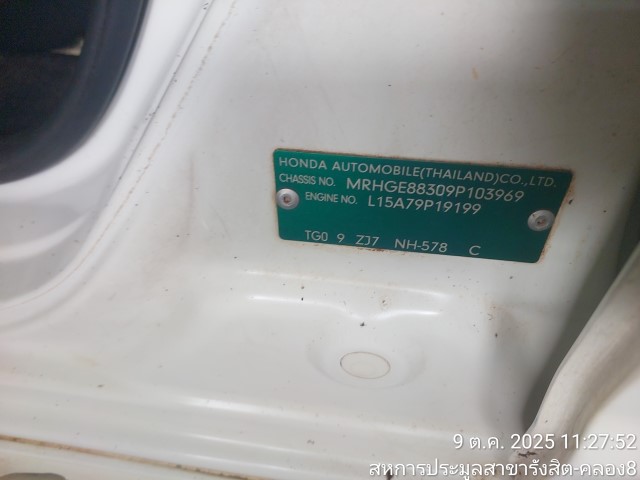 HONDA AUTOMOBILE(THAILAND)CO.,LTD.
CHASSIS NO. MRHGE88309P103969
ENGINE NO. L15A79P19199
TG0 9 ZJ7 NH-578 C
9 ต.ค. 2025 11:27:52
สหการประมูลสาขารังสิต-คลอง8